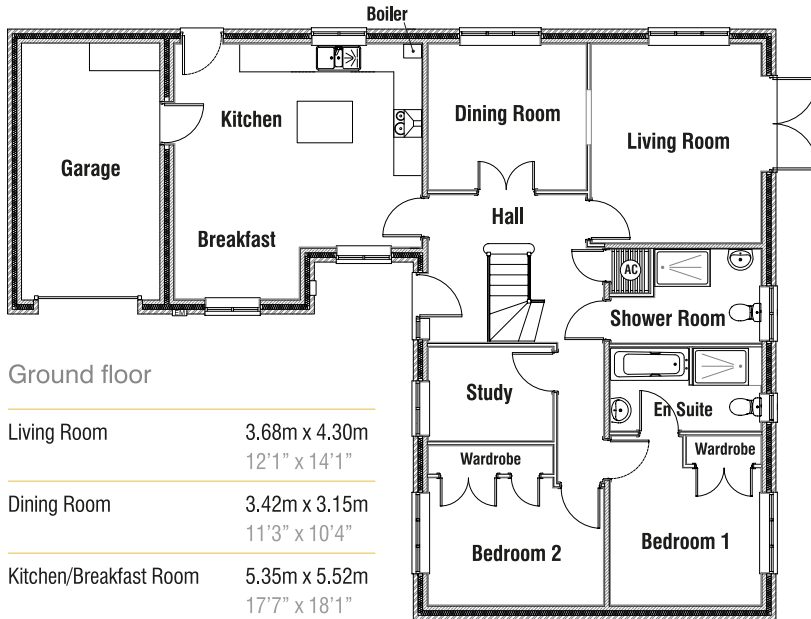 Boiler
Kitchen
Dining Room
Living Room
Garage
Hall
Breakfast
AC
Shower Room
Ground floor
Study
En Suite
Living Room 3.68m x 4.30m
12’1” x 14’1”
Wardrobe
Wardrobe
Dining Room 3.42m x 3.15m
11’3” x 10’4”
Bedroom 2
Bedroom 1
Kitchen/Breakfast Room 5.35m x 5.52m
17’7” x 18’1”